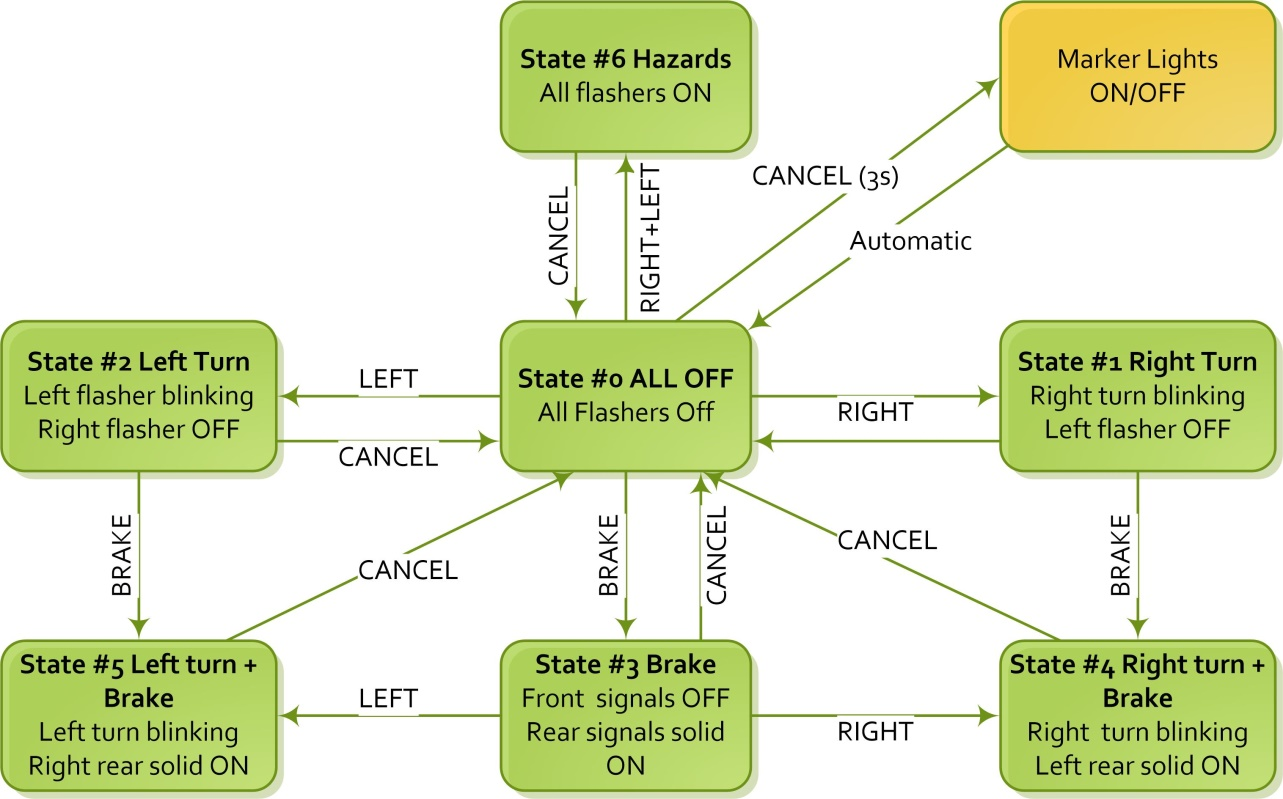 State #6 Hazards
All flashers ON
Marker Lights
ON/OFF
CANCEL
RIGHT+LEFT
CANCEL (3s)
Automatic
State #2 Left Turn
Left flasher blinking
Right flasher OFF
LEFT
CANCEL
State #0 ALL OFF
All Flashers Off
RIGHT
State #1 Right Turn
Right turn blinking
Left flasher OFF
BRAKE
CANCEL
BRAKE
CANCEL
CANCEL
BRAKE
State #5 Left turn +
Brake
Left turn blinking
Right rear solid ON
LEFT
State #3 Brake
Front signals OFF
Rear signals solid
ON
RIGHT
State #4 Right turn +
Brake
Right turn blinking
Left rear solid ON